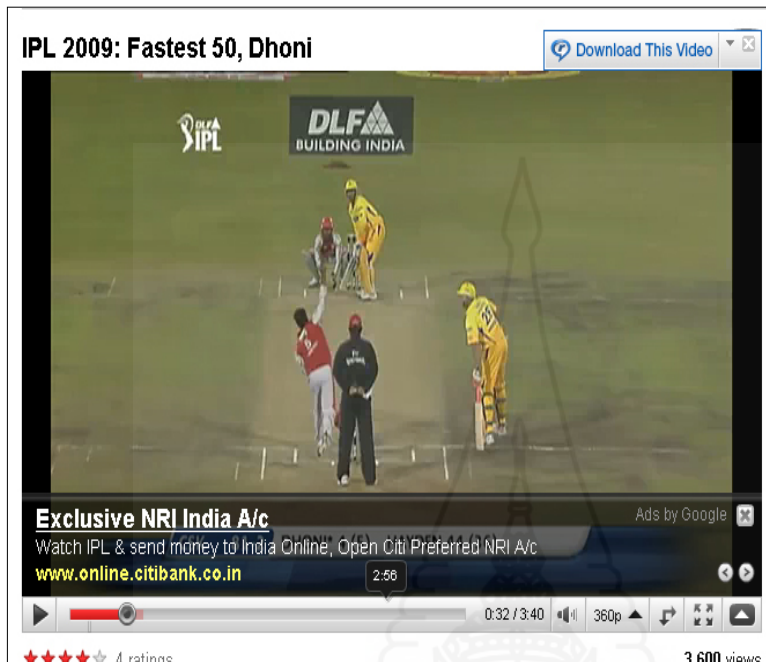 IPL 2009: Fastest 50, Dhoni
Download This Video
DLF
IPL
DLF
BUILDING INDIA
Exclusive NRI India A/c
Ads by Google
Watch IPL & send money to India Online, Open Citi Preferred NRI A/c
www.online.citibank.co.in
2:56
0:32 / 3:40
360p
4 ratings
3,600 views